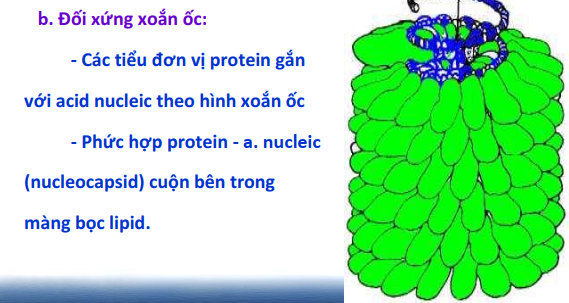 b. Đối xứng xoắn ốc:
- Các tiểu đơn vị protein gắn
với acid nucleic theo hình xoắn ốc
- Phức hợp protein - a. nucleic
(nucleocapsid) cuộn bên trong
màng bọc lipid.